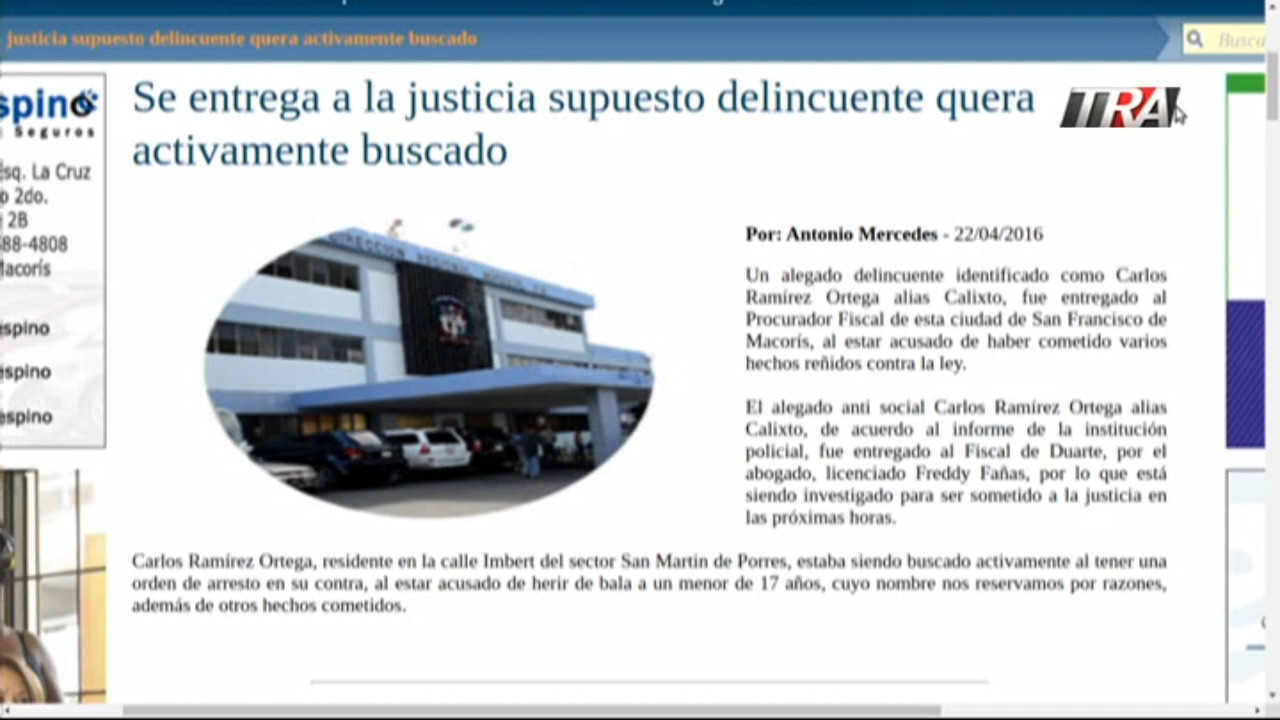 justicia supuesto delincuente quera activamente buscado
Busca
Se entrega a la justicia supuesto delincuente quera
activamente buscado
TRA
spino
Seguros
esq. La Cruz
o 2do.
2B
88-4808
Macorís
espino
espino
espino
Por: Antonio Mercedes - 22/04/2016
Un alegado delincuente identificado como Carlos
Ramírez Ortega alias Calixto, fue entregado al
Procurador Fiscal de esta ciudad de San Francisco de
Macorís, al estar acusado de haber cometido varios
hechos reñidos contra la ley.
El alegado anti social Carlos Ramírez Ortega alias
Calixto, de acuerdo al informe de la institución
policial, fue entregado al Fiscal de Duarte, por el
abogado, licenciado Freddy Fañas, por lo que está
siendo investigado para ser sometido a la justicia en
las próximas horas.
Carlos Ramírez Ortega, residente en la calle Imbert del sector San Martin de Porres, estaba siendo buscado activamente al tener una
orden de arresto en su contra, al estar acusado de herir de bala a un menor de 17 años, cuyo nombre nos reservamos por razones,
además de otros hechos cometidos.